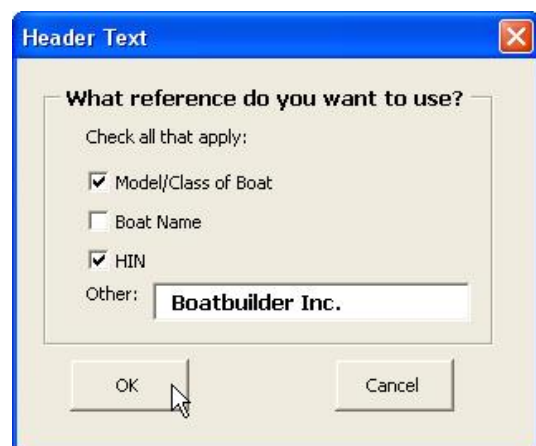 Header Text
What reference do you want to use?
Check all that apply:
Model/Class of Boat
Boat Name
HIN
Other: Boatbuilder Inc.
OK Cancel